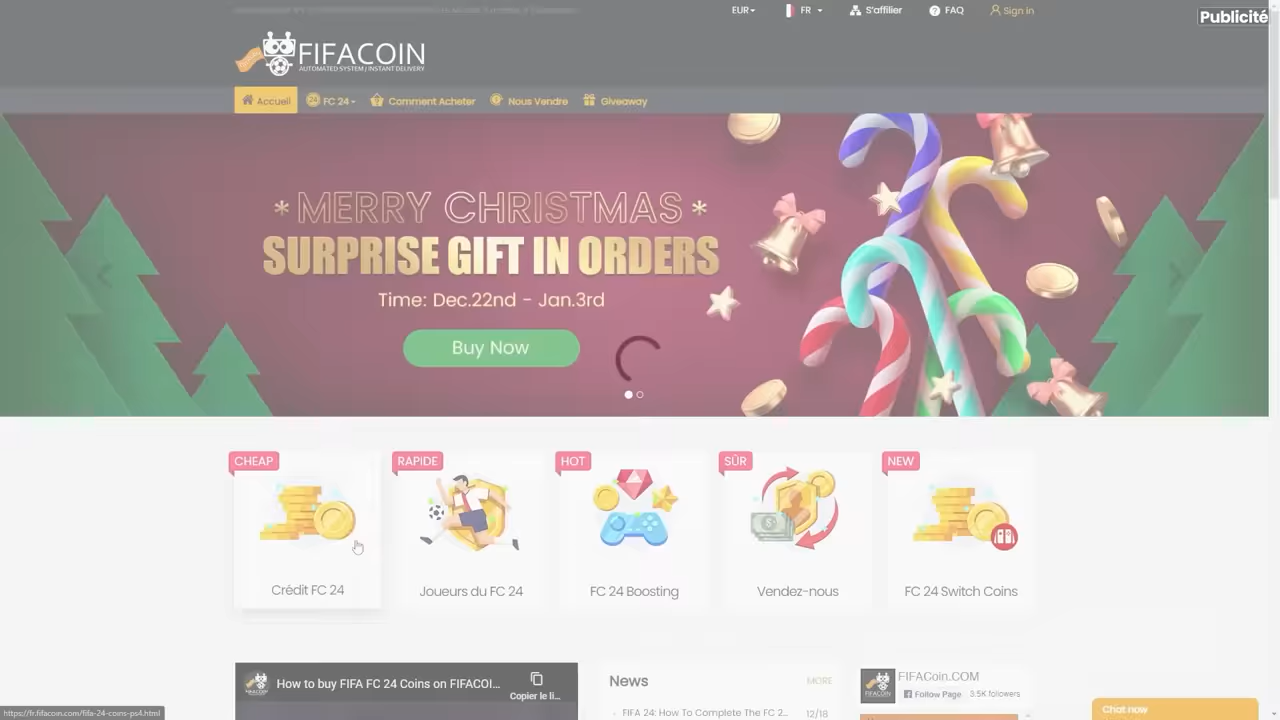 EUR
FR
S'affilier
FAQ
Sign in
Publicité
FIFACOIN
AUTOMATED SYSTEM / INSTANT DELIVERY
Accueil
FC 24
Comment Acheter
Nous Vendre
Giveaway
* MERRY CHRISTMAS *
SURPRISE GIFT IN ORDERS
Time: Dec.22nd - Jan.3rd
Buy Now
CHEAP
RAPIDE
HOT
SÛR
NEW
Crédit FC 24
Joueurs du FC 24
FC 24 Boosting
Vendez-nous
FC 24 Switch Coins
How to buy FIFA FC 24 Coins on FIFACOI...
Copier le li...
News
MORE
FIFA 24: How To Complete The FC 2...
12/18
FIFACOIN
FIFACoin.COM
Follow Page
3.5K followers
Chat now
https://fr.fifacoin.com/fifa-24-coins-ps4.html